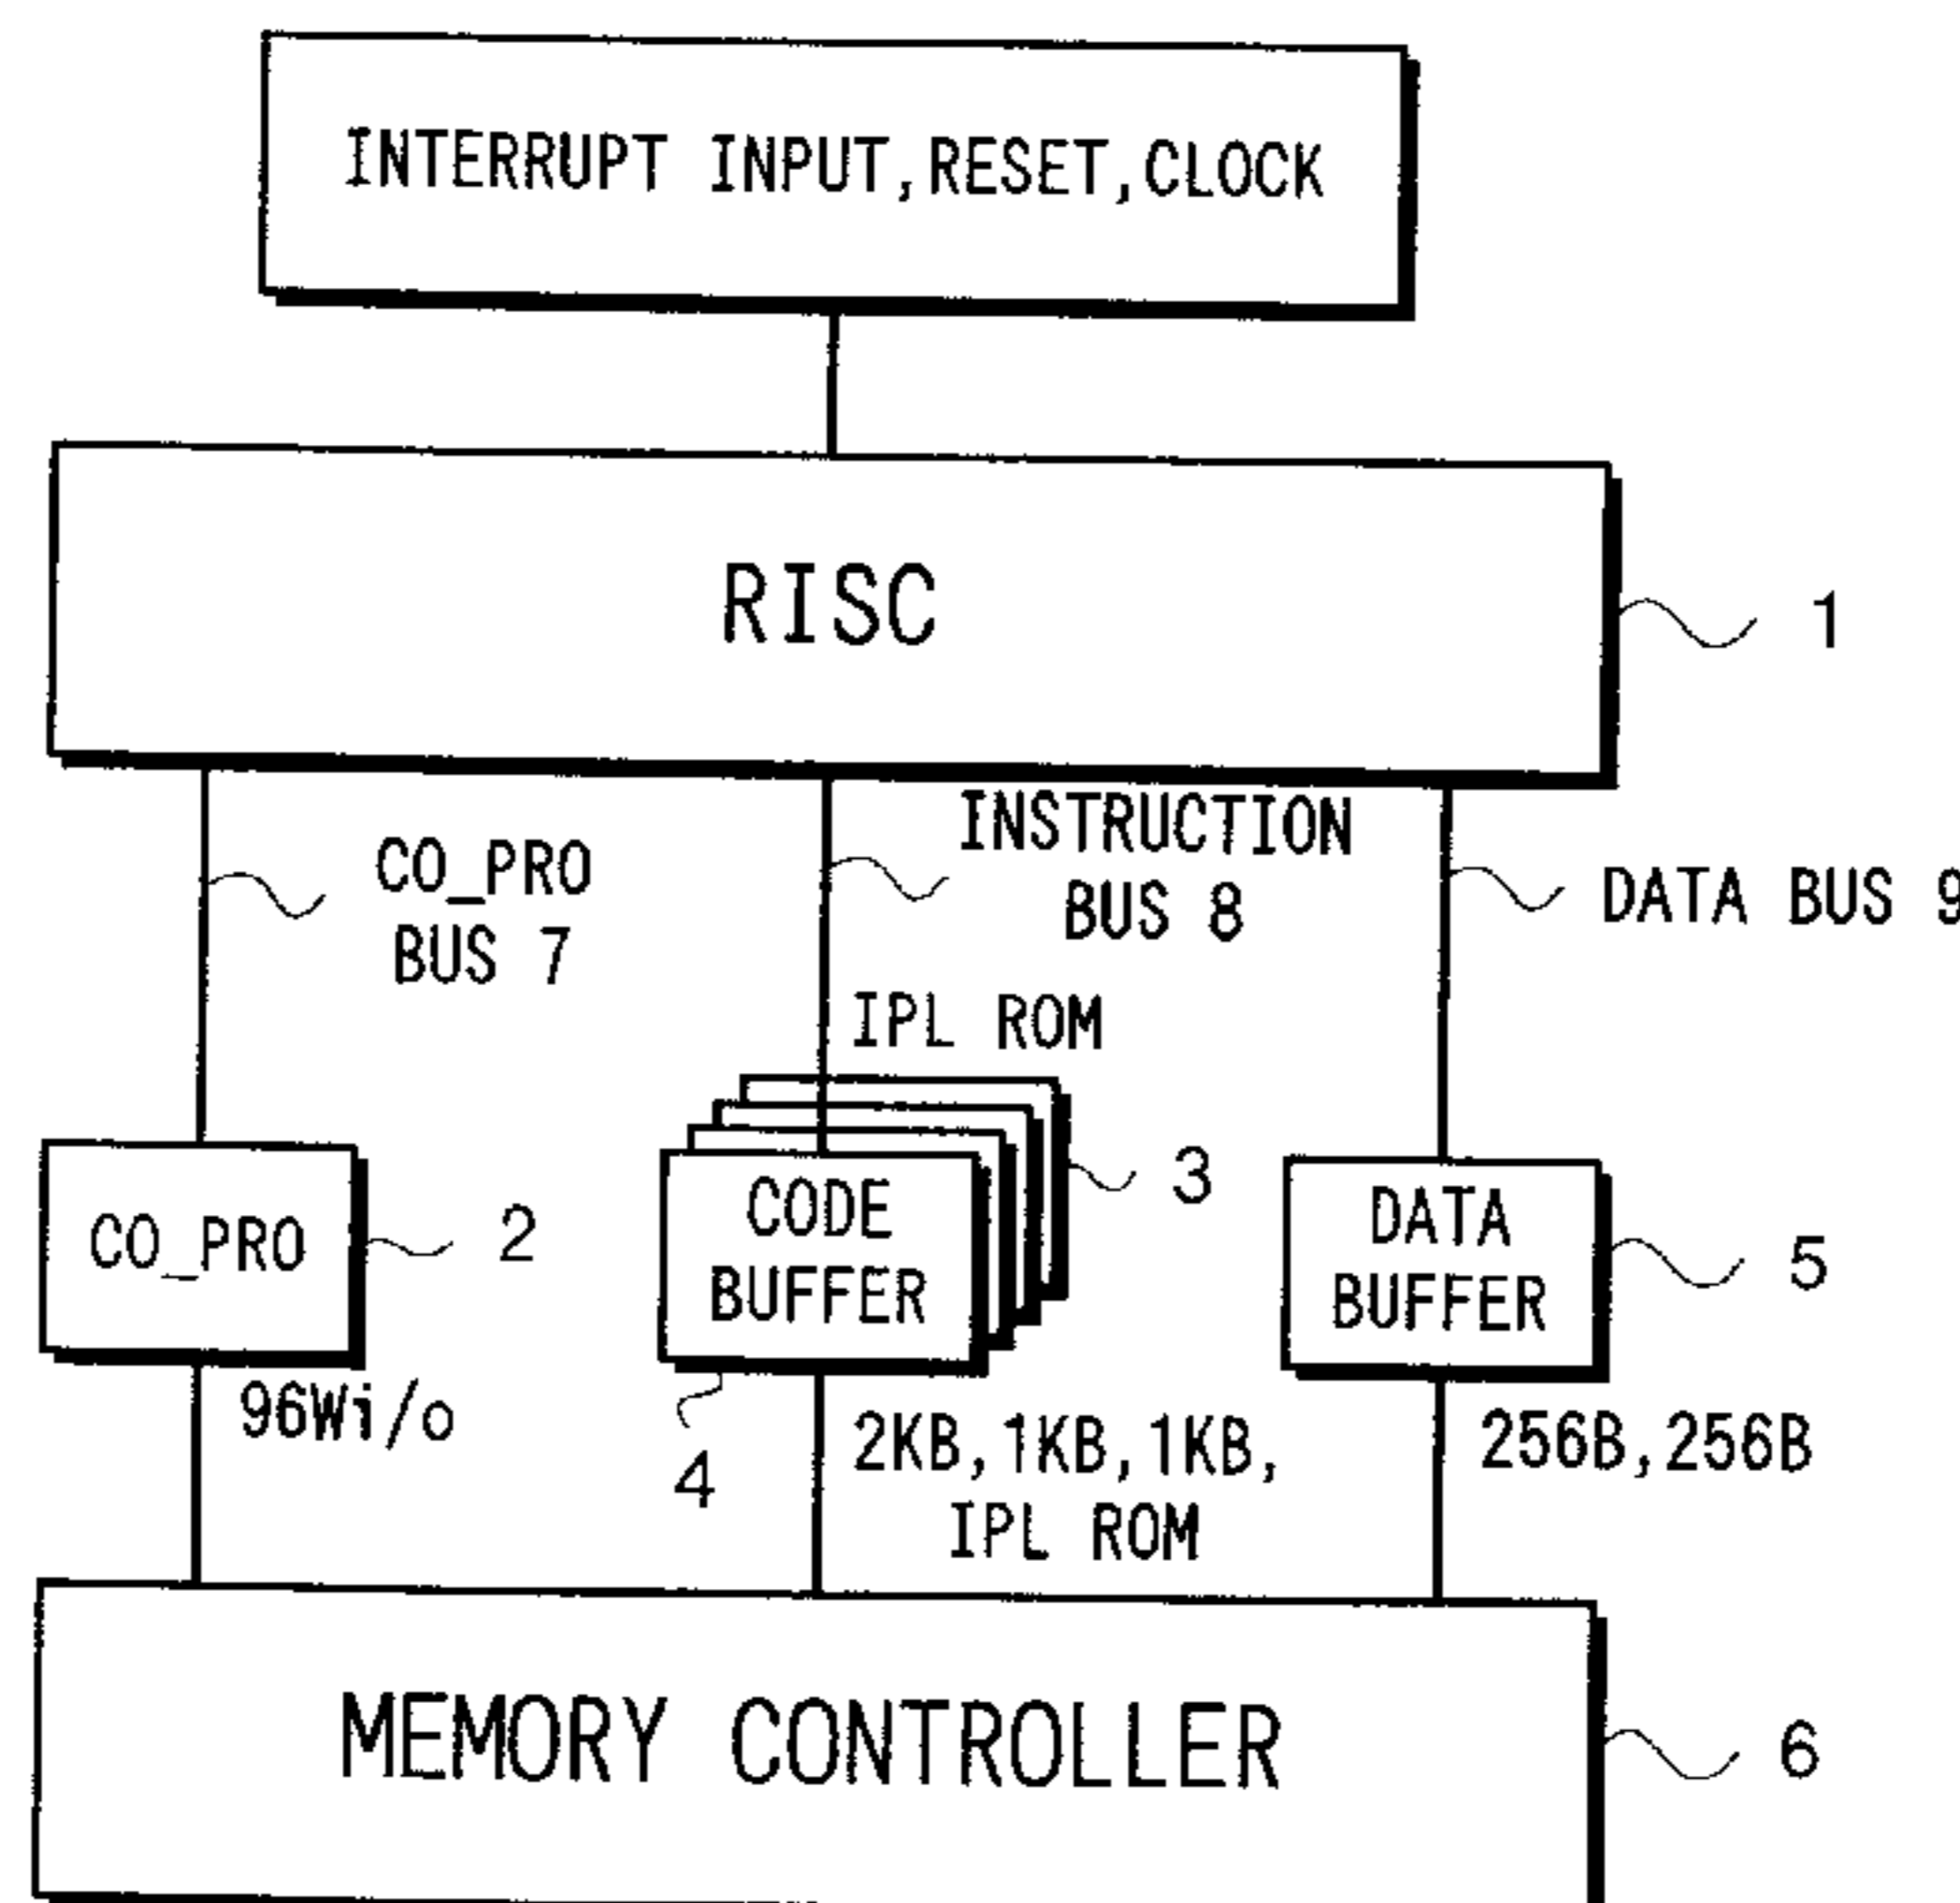 INTERRUPT INPUT,RESET,CLOCK
RISC
1
CO_PRO
BUS 7
INSTRUCTION
BUS 8
DATA BUS 9
IPL ROM
CO_PRO
2
CODE
BUFFER
3
4
DATA
BUFFER
5
96Wi/o
2KB,1KB,1KB,
IPL ROM
256B,256B
MEMORY CONTROLLER
6